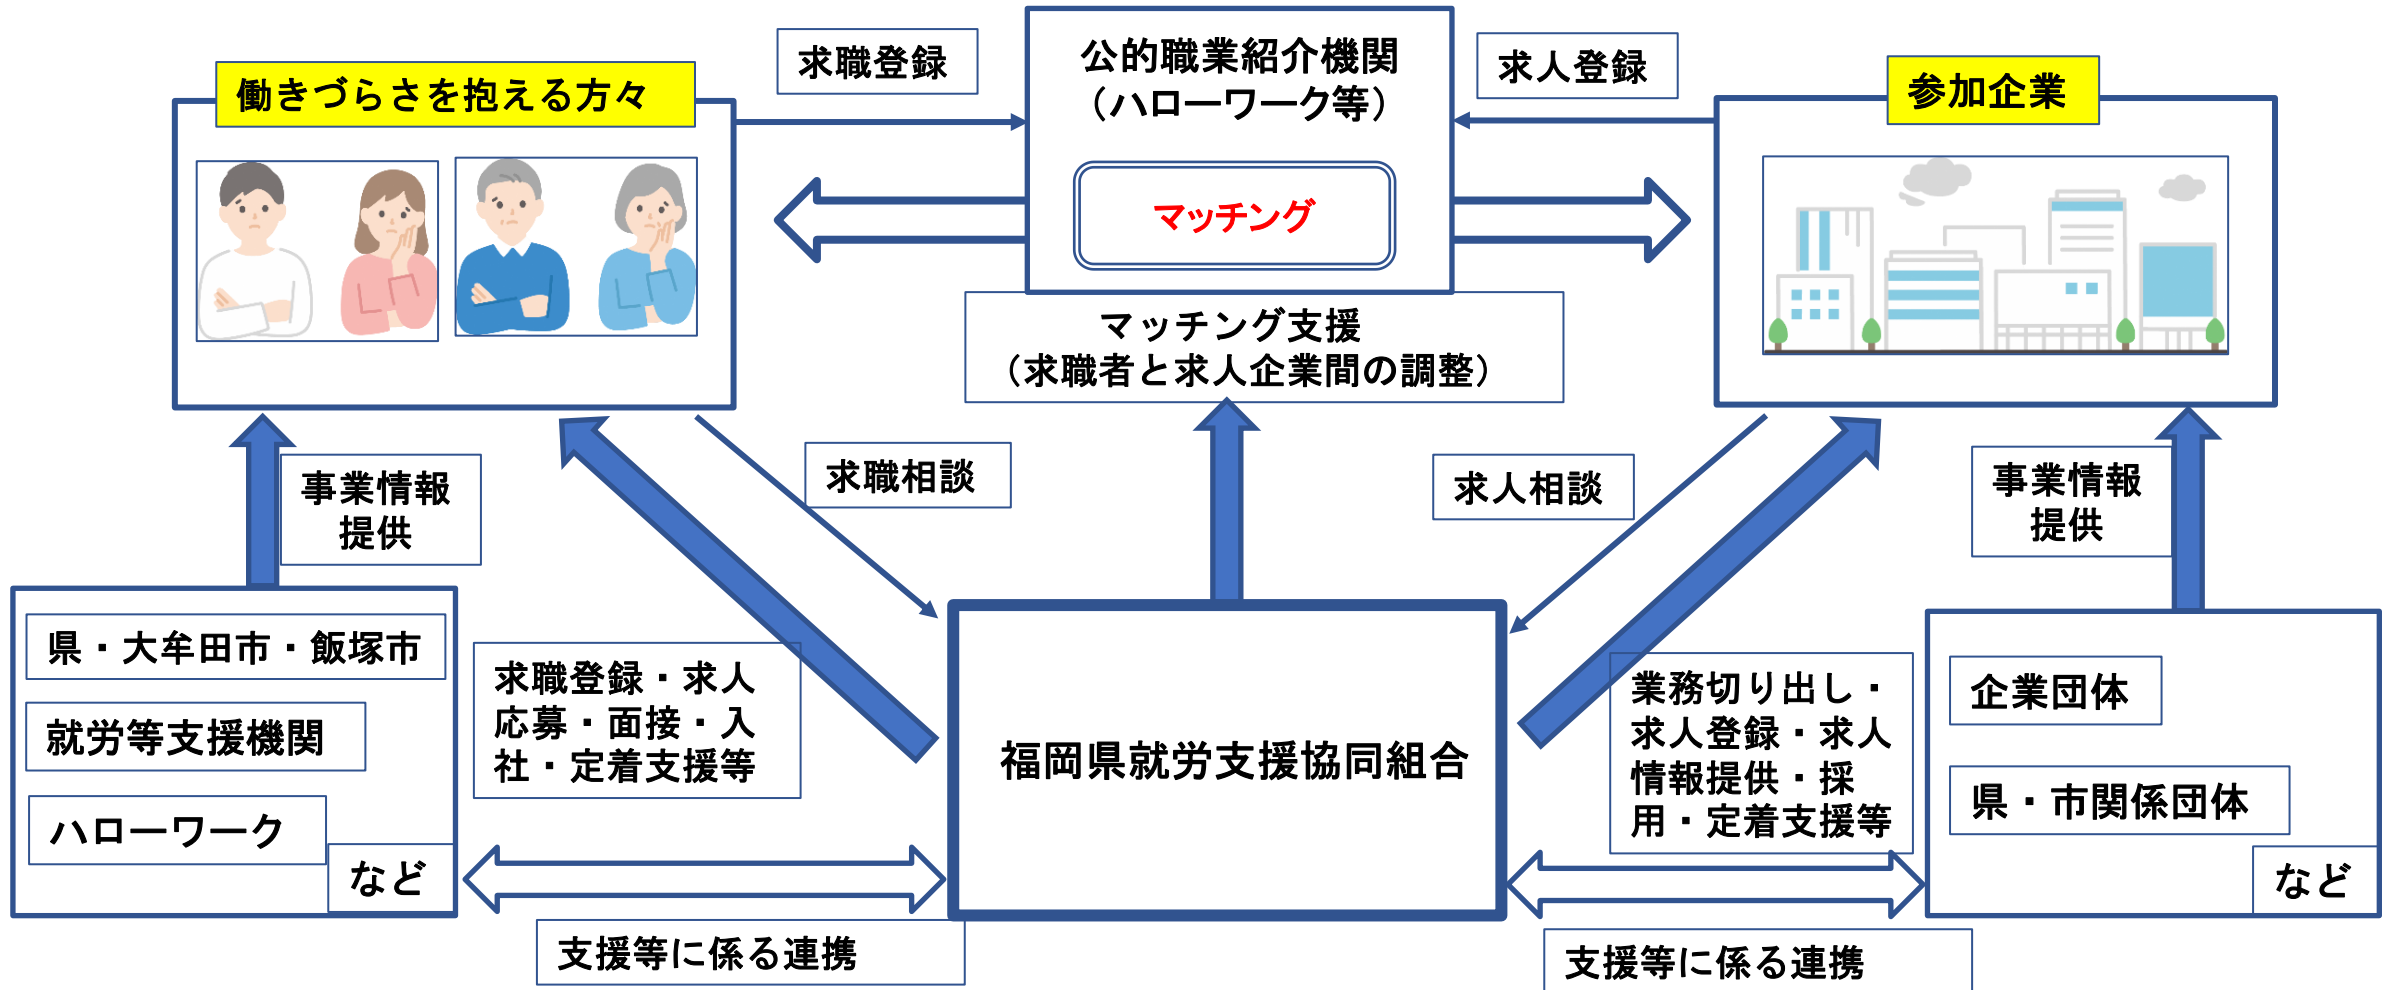 求職登録
公的職業紹介機関
（ハローワーク等）
求人登録
働きづらさを抱える方々
参加企業
マッチング
マッチング支援
（求職者と求人企業間の調整）
事業情報
提供
求職相談
求人相談
事業情報
提供
県・大牟田市・飯塚市
就労等支援機関
ハローワーク
など
求職登録・求人
応募・面接・入
社・定着支援等
福岡県就労支援協同組合
業務切り出し・
求人登録・求人
情報提供・採
用・定着支援等
企業団体
県・市関係団体
など
支援等に係る連携
支援等に係る連携